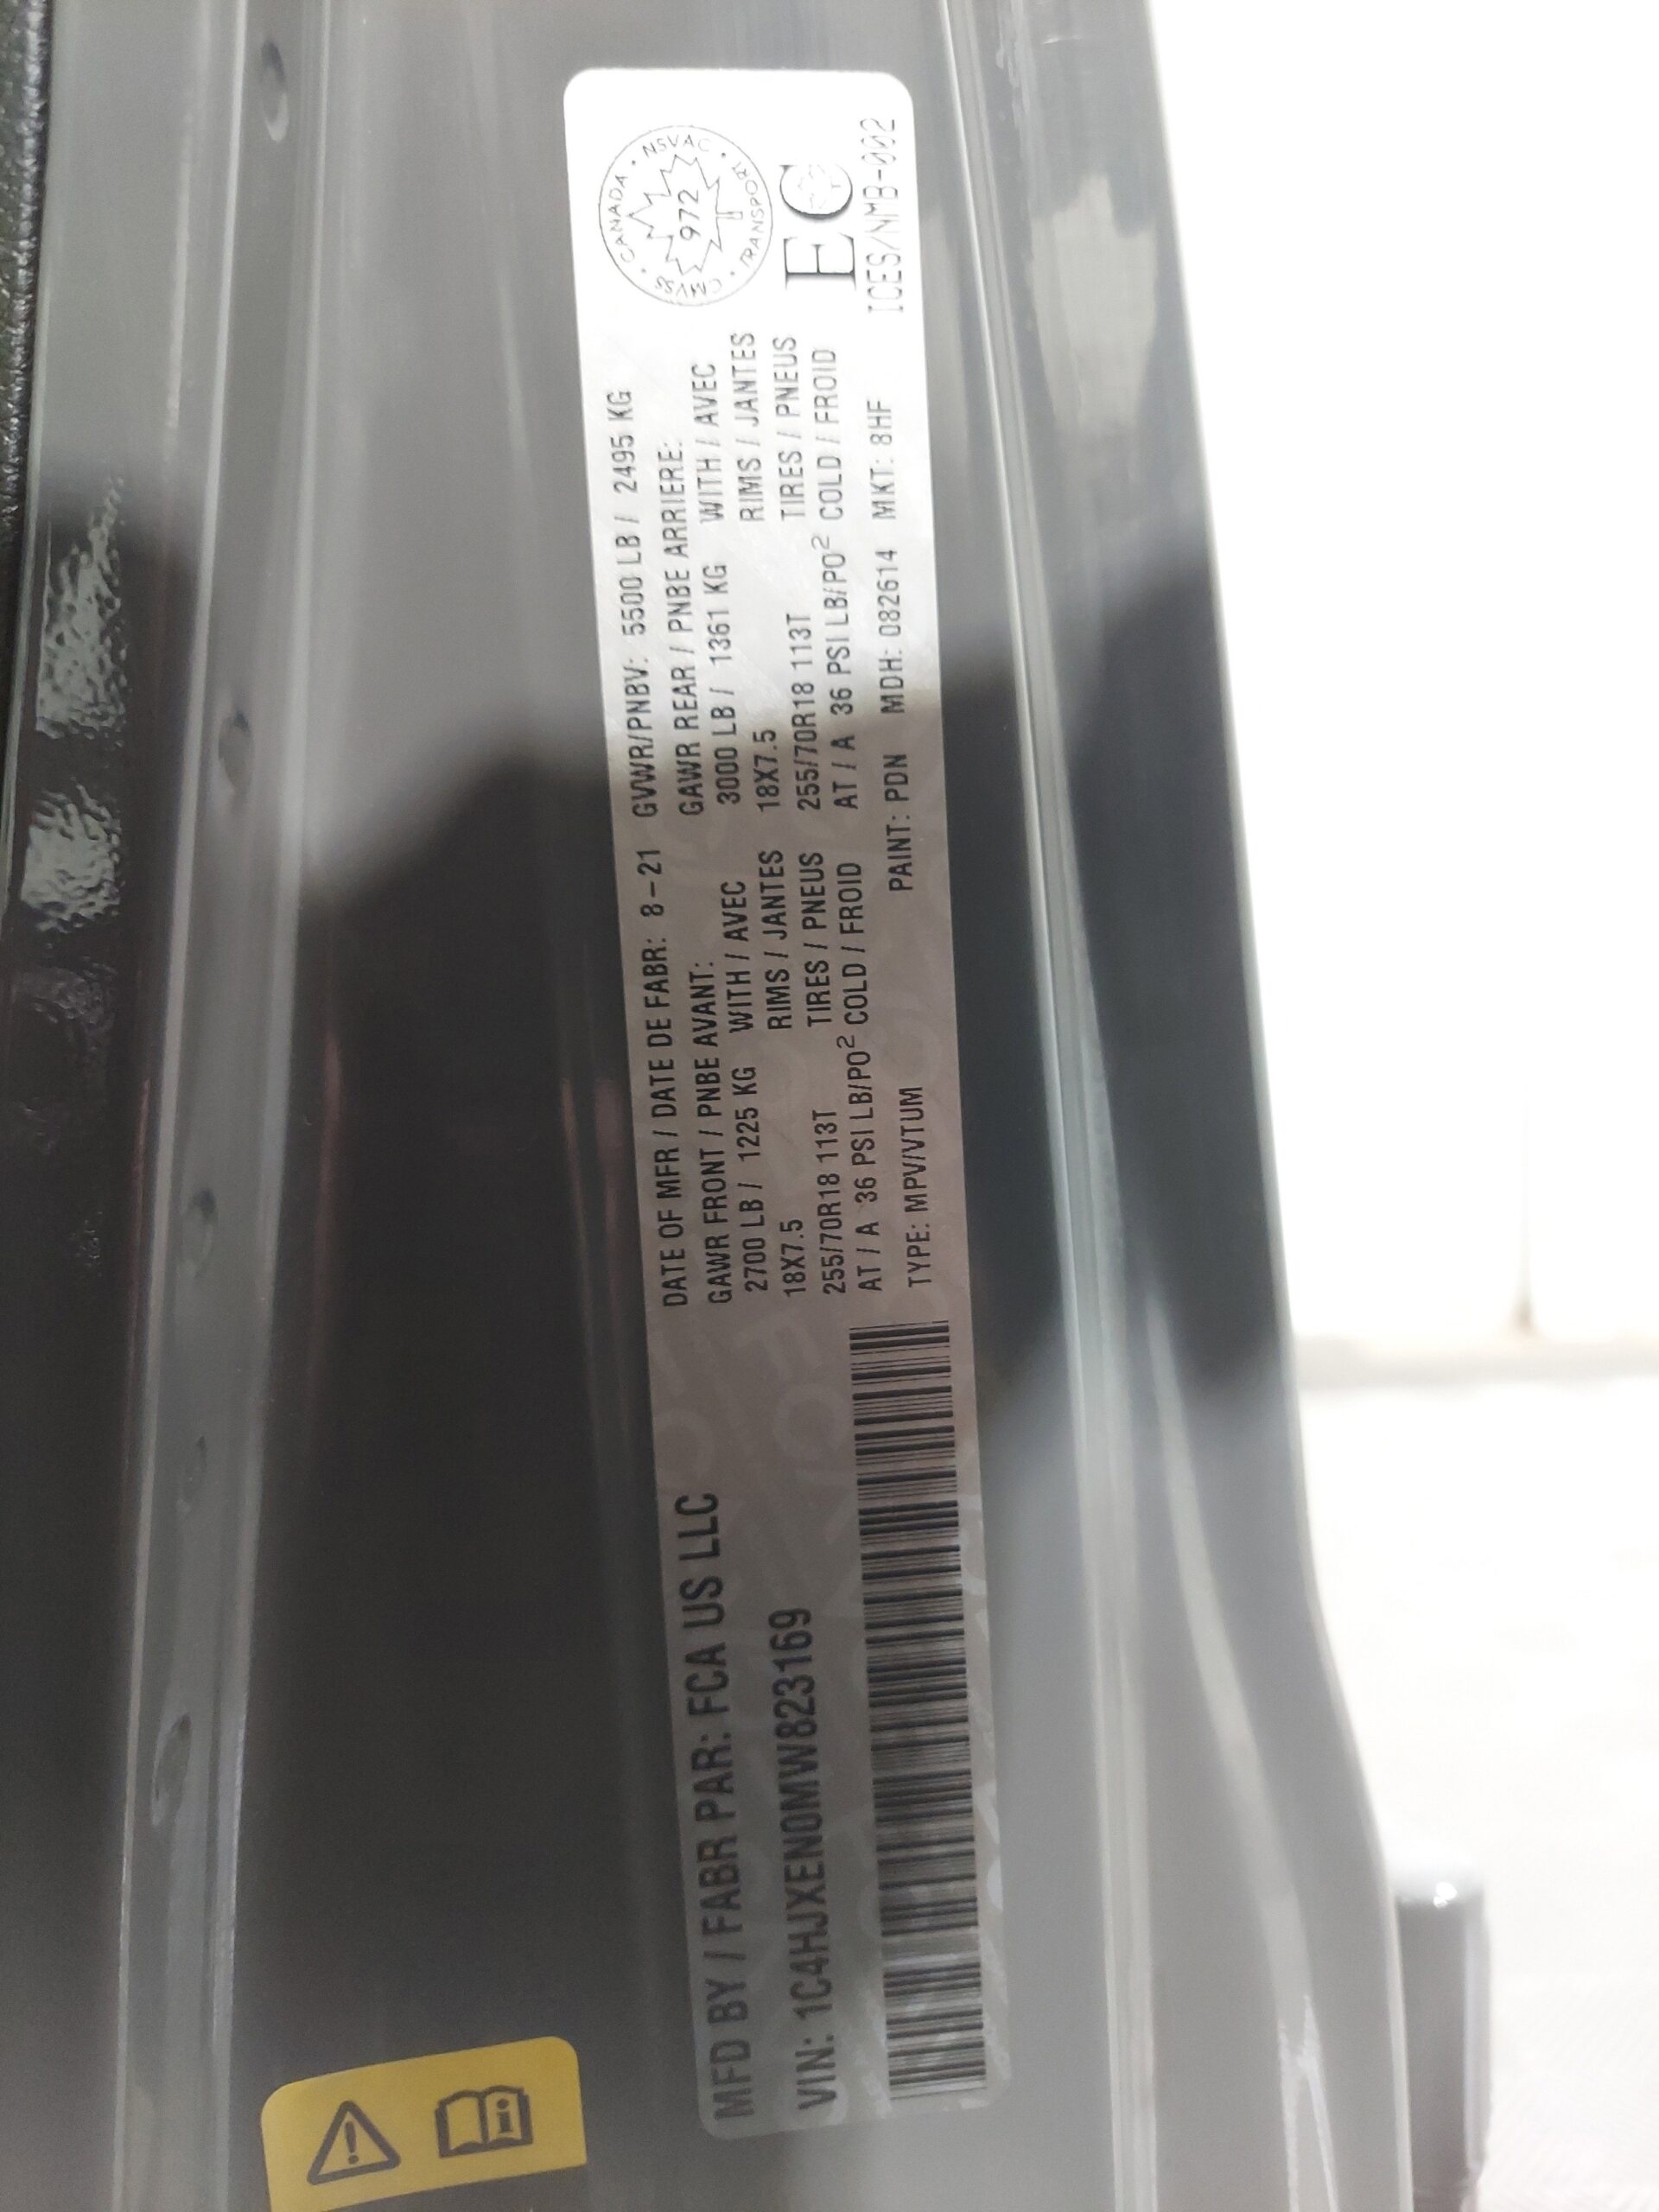 MFD BY / FABR PAR: FCA US LLC
VIN: 1C4HJXEN0MW823169
DATE OF MFR / DATE DE FABR: 8-21
GAWR FRONT / PNBE AVANT:
2700 LB / 1225 KG WITH / AVEC
18X7.5 RIMS / JANTES
255/70R18 113T TIRES / PNEUS
AT / A 36 PSI LB/PO² COLD / FROID
TYPE: MPV/VTUM
GVWR/PNBV: 5500 LB / 2495 KG
GAWR REAR / PNBE ARRIERE:
3000 LB / 1361 KG WITH / AVEC
18X7.5 RIMS / JANTES
255/70R18 113T TIRES / PNEUS
AT / A 36 PSI LB/PO² COLD / FROID
PAINT: PDN MDH: 082614 MKT: 8HF
CMVSS • CANADA • NSVAC • TRANSPORT
972
EC
ICES/NMB-002